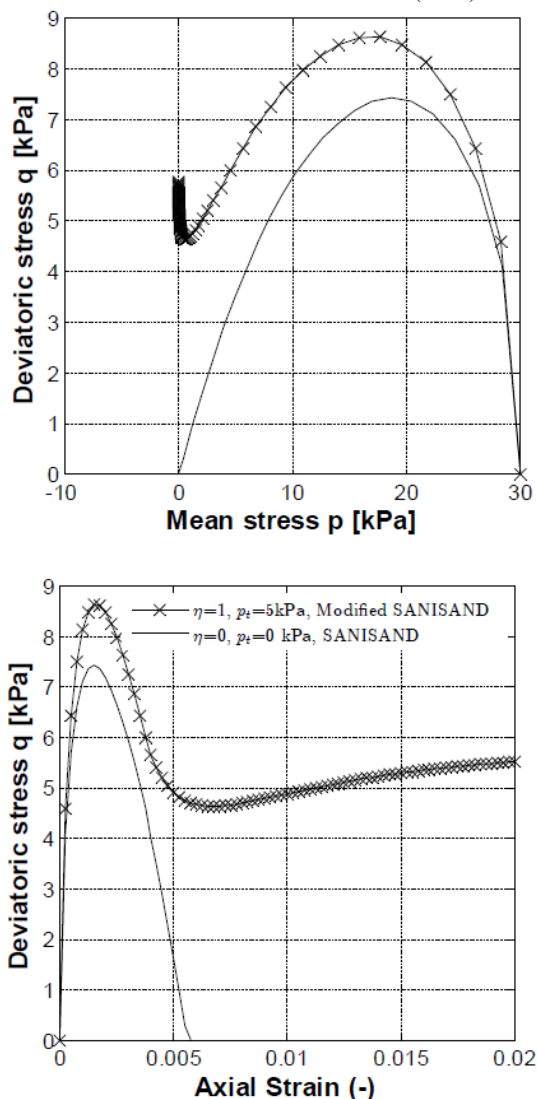 9
8
7
6
5
4
3
2
1
0
Deviatoric stress q [kPa]
-10 0 10 20 30
Mean stress p [kPa]
9
8
7
6
5
4
3
2
1
0
Deviatoric stress q [kPa]
η=1, pt=5kPa, Modified SANISAND
η=0, pt=0 kPa, SANISAND
0 0.005 0.01 0.015 0.02
Axial Strain (-)